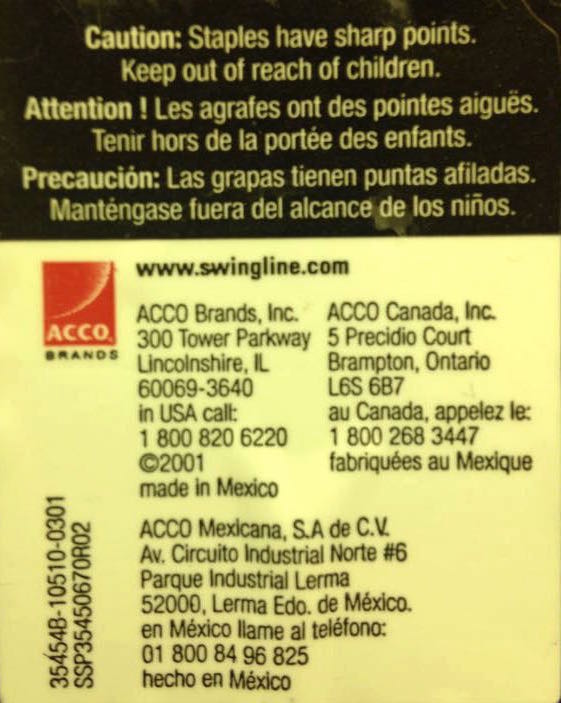 Caution: Staples have sharp points.
Keep out of reach of children.
Attention ! Les agrafes ont des pointes aiguës.
Tenir hors de la portée des enfants.
Precaución: Las grapas tienen puntas afiladas.
Manténgase fuera del alcance de los niños.
www.swingline.com
ACCO
BRANDS
ACCO Brands, Inc.
300 Tower Parkway
Lincolnshire, IL
60069-3640
in USA call:
1 800 820 6220
©2001
made in Mexico
ACCO Canada, Inc.
5 Precidio Court
Brampton, Ontario
L6S 6B7
au Canada, appelez le:
1 800 268 3447
fabriquées au Mexique
ACCO Mexicana, S.A de C.V.
Av. Circuito Industrial Norte #6
Parque Industrial Lerma
52000, Lerma Edo. de México.
en México llame al teléfono:
01 800 84 96 825
hecho en México
35454B-10510-0301
SSP35450670R02